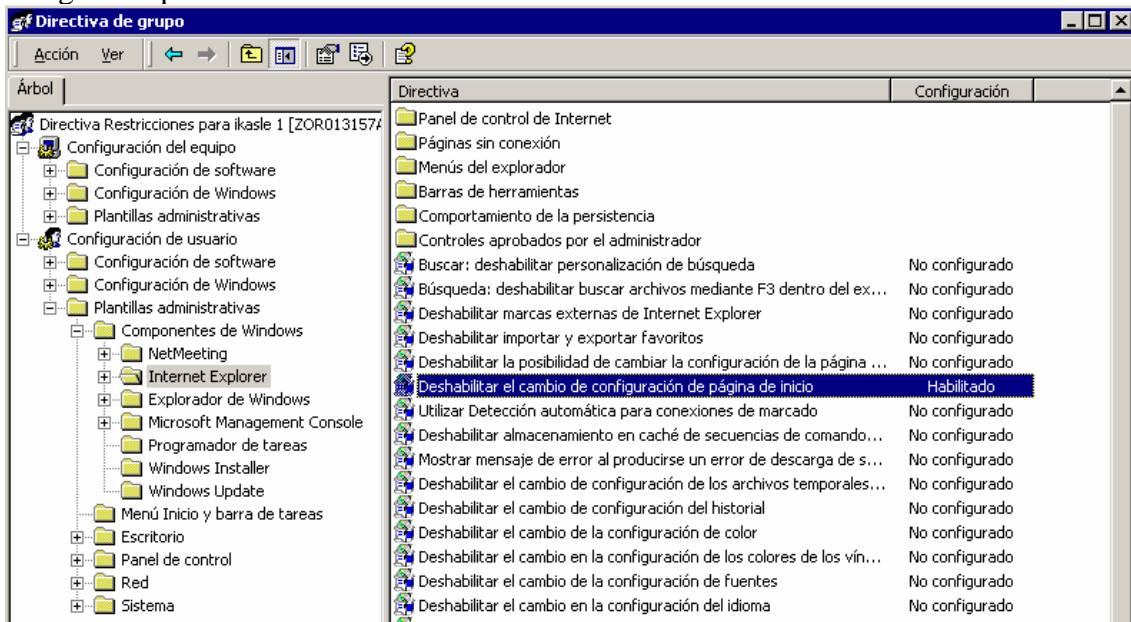 Directiva de grupo
Acción Ver
Árbol
Directiva Restricciones para ikasle 1 [ZOR013157A
Configuración del equipo
Configuración de software
Configuración de Windows
Plantillas administrativas
Configuración de usuario
Configuración de software
Configuración de Windows
Plantillas administrativas
Componentes de Windows
NetMeeting
Internet Explorer
Explorador de Windows
Microsoft Management Console
Programador de tareas
Windows Installer
Windows Update
Menú Inicio y barra de tareas
Escritorio
Panel de control
Red
Sistema
Directiva Configuración
Panel de control de Internet
Páginas sin conexión
Menús del explorador
Barras de herramientas
Comportamiento de la persistencia
Controles aprobados por el administrador
Buscar: deshabilitar personalización de búsqueda No configurado
Búsqueda: deshabilitar buscar archivos mediante F3 dentro del ex... No configurado
Deshabilitar marcas externas de Internet Explorer No configurado
Deshabilitar importar y exportar favoritos No configurado
Deshabilitar la posibilidad de cambiar la configuración de la página ... No configurado
Deshabilitar el cambio de configuración de página de inicio Habilitado
Utilizar Detección automática para conexiones de marcado No configurado
Deshabilitar almacenamiento en caché de secuencias de comando... No configurado
Mostrar mensaje de error al producirse un error de descarga de s... No configurado
Deshabilitar el cambio de configuración de los archivos temporales... No configurado
Deshabilitar el cambio de configuración del historial No configurado
Deshabilitar el cambio de la configuración de color No configurado
Deshabilitar el cambio en la configuración de los colores de los vín... No configurado
Deshabilitar el cambio de la configuración de fuentes No configurado
Deshabilitar el cambio en la configuración del idioma No configurado